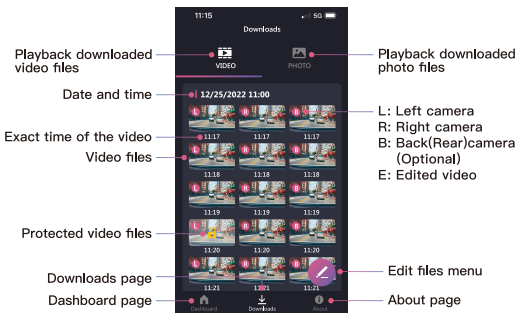 11:15
5G
Downloads
VIDEO
PHOTO
Playback downloaded
video files
Playback downloaded
photo files
Date and time
12/25/2022 11:00
L: Left camera
R: Right camera
B: Back(Rear)camera
(Optional)
E: Edited video
Exact time of the video
11:17 11:17 11:17
Video files
11:18 11:18 11:18
11:19 11:19 11:19
Protected video files
11:20 11:20 11:20
Downloads page
Edit files menu
11:21 11:21 11:21
Dashboard page
Dashboard
Downloads
About
About page